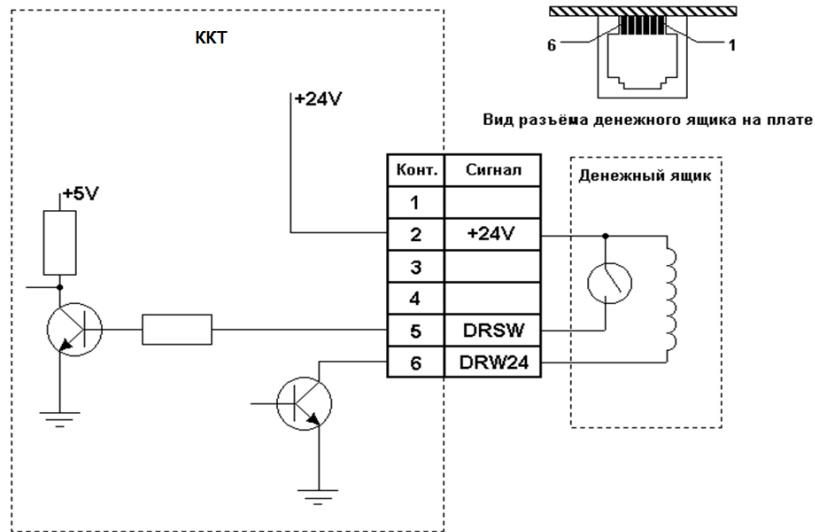 ККТ
6
1
Вид разъёма денежного ящика на плате
+24V
+5V
Конт. Сигнал
1
2 +24V
3
4
5 DRSW
6 DRW24
Денежный ящик